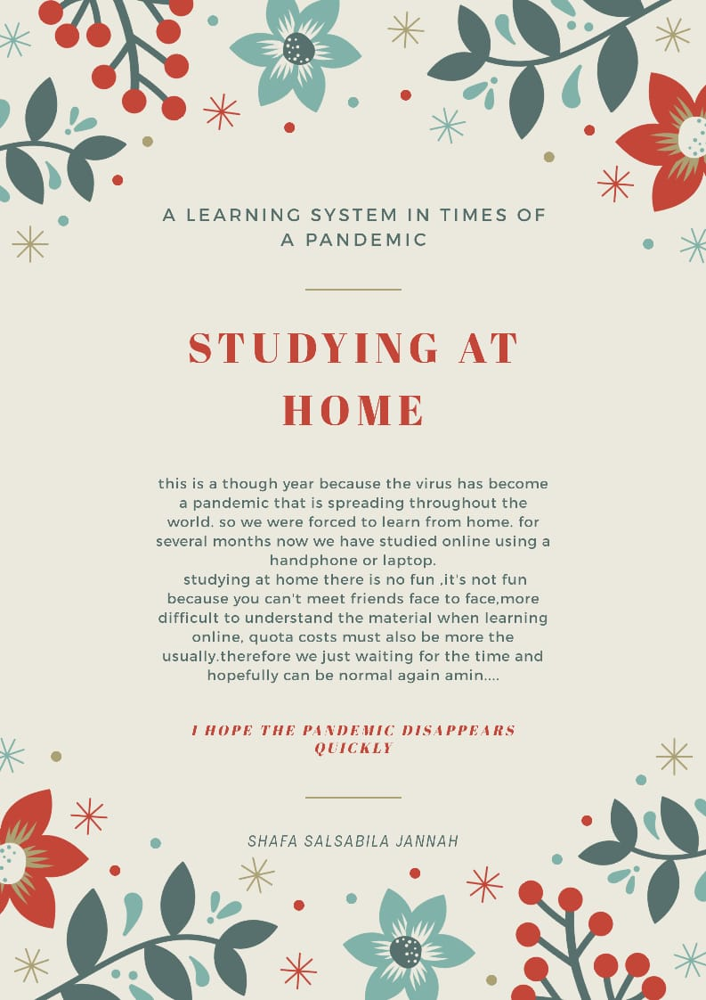 A LEARNING SYSTEM IN TIMES OF
A PANDEMIC
STUDYING AT
HOME
this is a though year because the virus has become
a pandemic that is spreading throughout the
world. so we were forced to learn from home. for
several months now we have studied online using a
handphone or laptop.
studying at home there is no fun ,it's not fun
because you can't meet friends face to face,more
difficult to understand the material when learning
online, quota costs must also be more the
usually.therefore we just waiting for the time and
hopefully can be normal again amin....
I HOPE THE PANDEMIC DISAPPEARS
QUICKLY
SHAFA SALSABILA JANNAH